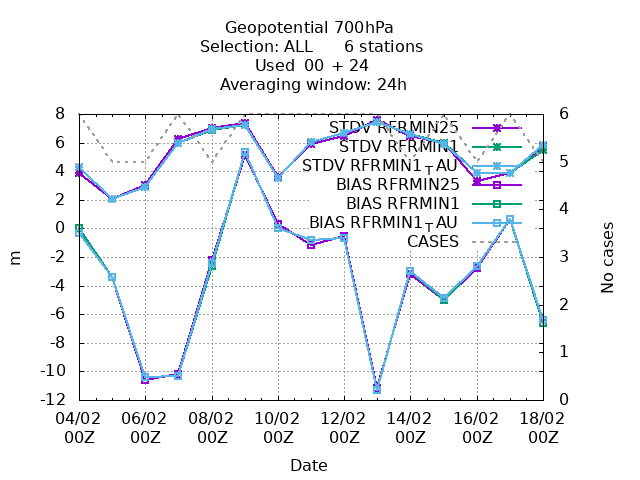 Geopotential 700hPa
Selection: ALL 6 stations
Used 00 + 24
Averaging window: 24h
8
6
4
2
0
-2
-4
-6
-8
-10
-12
m
6
5
4
3
2
1
0
No cases
STDV RFRMIN25
STDV RFRMIN1
STDV RFRMIN1_TAU
BIAS RFRMIN25
BIAS RFRMIN1
BIAS RFRMIN1_TAU
CASES
04/02 06/02 08/02 10/02 12/02 14/02 16/02 18/02
00Z 00Z 00Z 00Z 00Z 00Z 00Z 00Z
Date